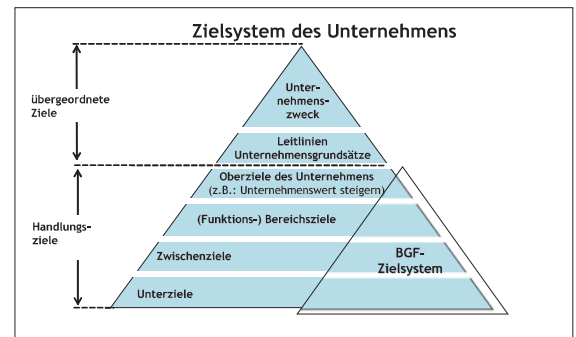 Zielsystem des Unternehmens
übergeordnete
Ziele
Unter-
nehmens-
zweck
Leitlinien
Unternehmensgrundsätze
Oberziele des Unternehmens
(z.B.: Unternehmenswert steigern)
Handlungs-
ziele
(Funktions-) Bereichsziele
Zwischenziele
BGF-
Zielsystem
Unterziele